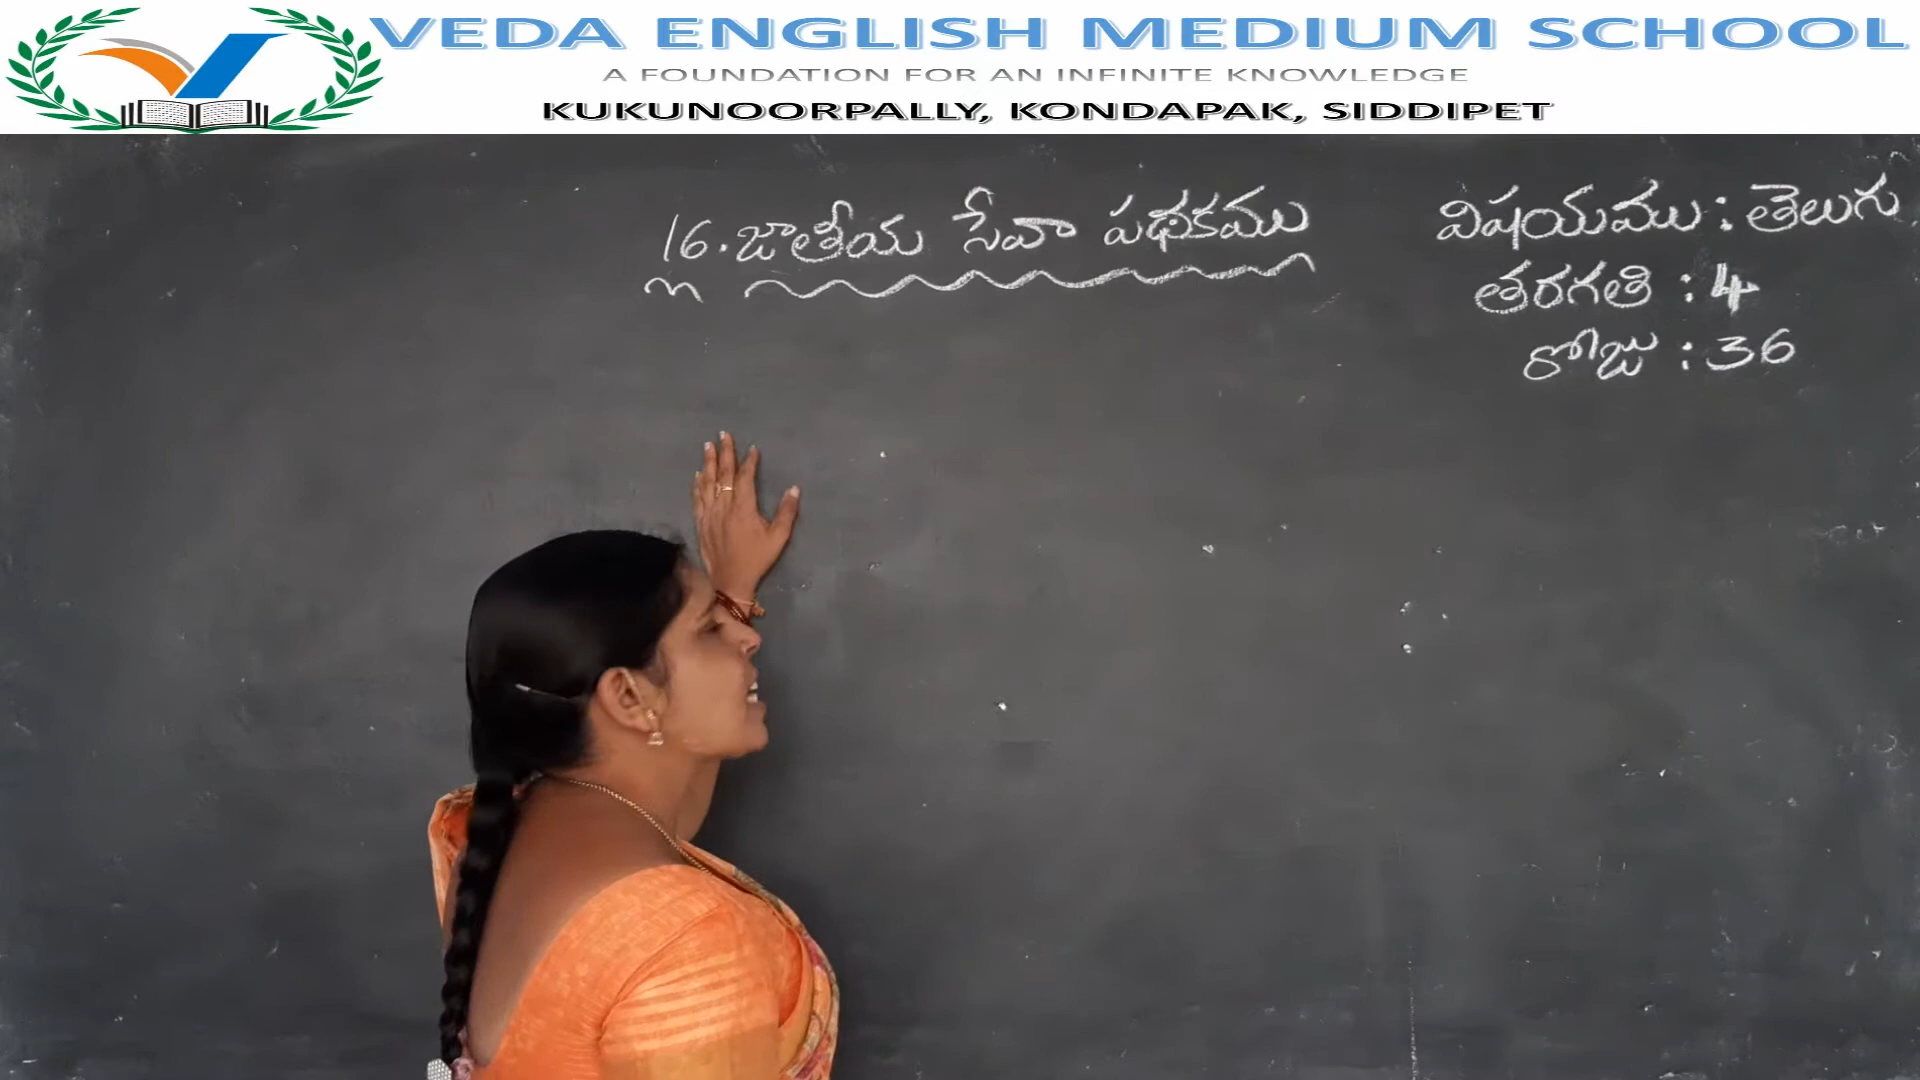 VEDA ENGLISH MEDIUM SCHOOL
A FOUNDATION FOR AN INFINITE KNOWLEDGE
KUKUNOORPALLY, KONDAPAK, SIDDIPET
16. జాతీయ సేవా పథకము
విషయము : తెలుగు
తరగతి : 4
రోజు : 36